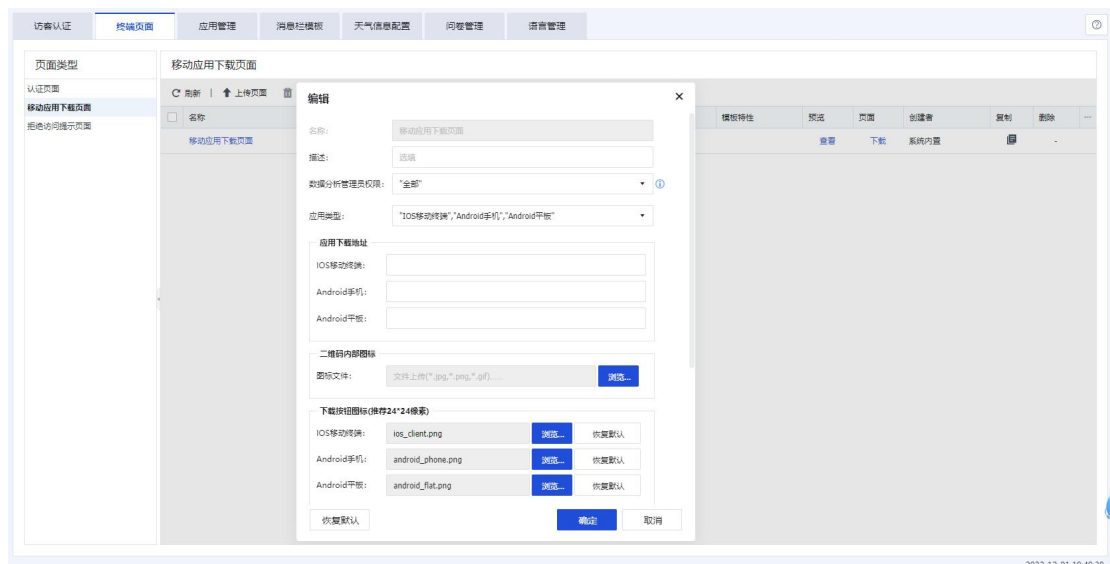 访客认证 终端页面 应用管理 消息栏模板 天气信息配置 问卷管理 语言管理
页面类型
认证页面
移动应用下载页面
拒绝访问提示页面
移动应用下载页面
刷新 | 上传页面
名称 模板特性 预览 页面 创建者 复制 删除 ...
移动应用下载页面 查看 下载 系统内置 -
编辑
名称: 移动应用下载页面
描述: 选填
数据分析管理员权限: "全部"
应用类型: "IOS移动终端","Android手机","Android平板"
应用下载地址
IOS移动终端:
Android手机:
Android平板:
二维码内部图标
图标文件: 文件上传(*.jpg,*.png,*.gif)...... 浏览...
下载按钮图标(推荐24*24像素)
IOS移动终端: ios_client.png 浏览... 恢复默认
Android手机: android_phone.png 浏览... 恢复默认
Android平板: android_flat.png 浏览... 恢复默认
恢复默认 确定 取消